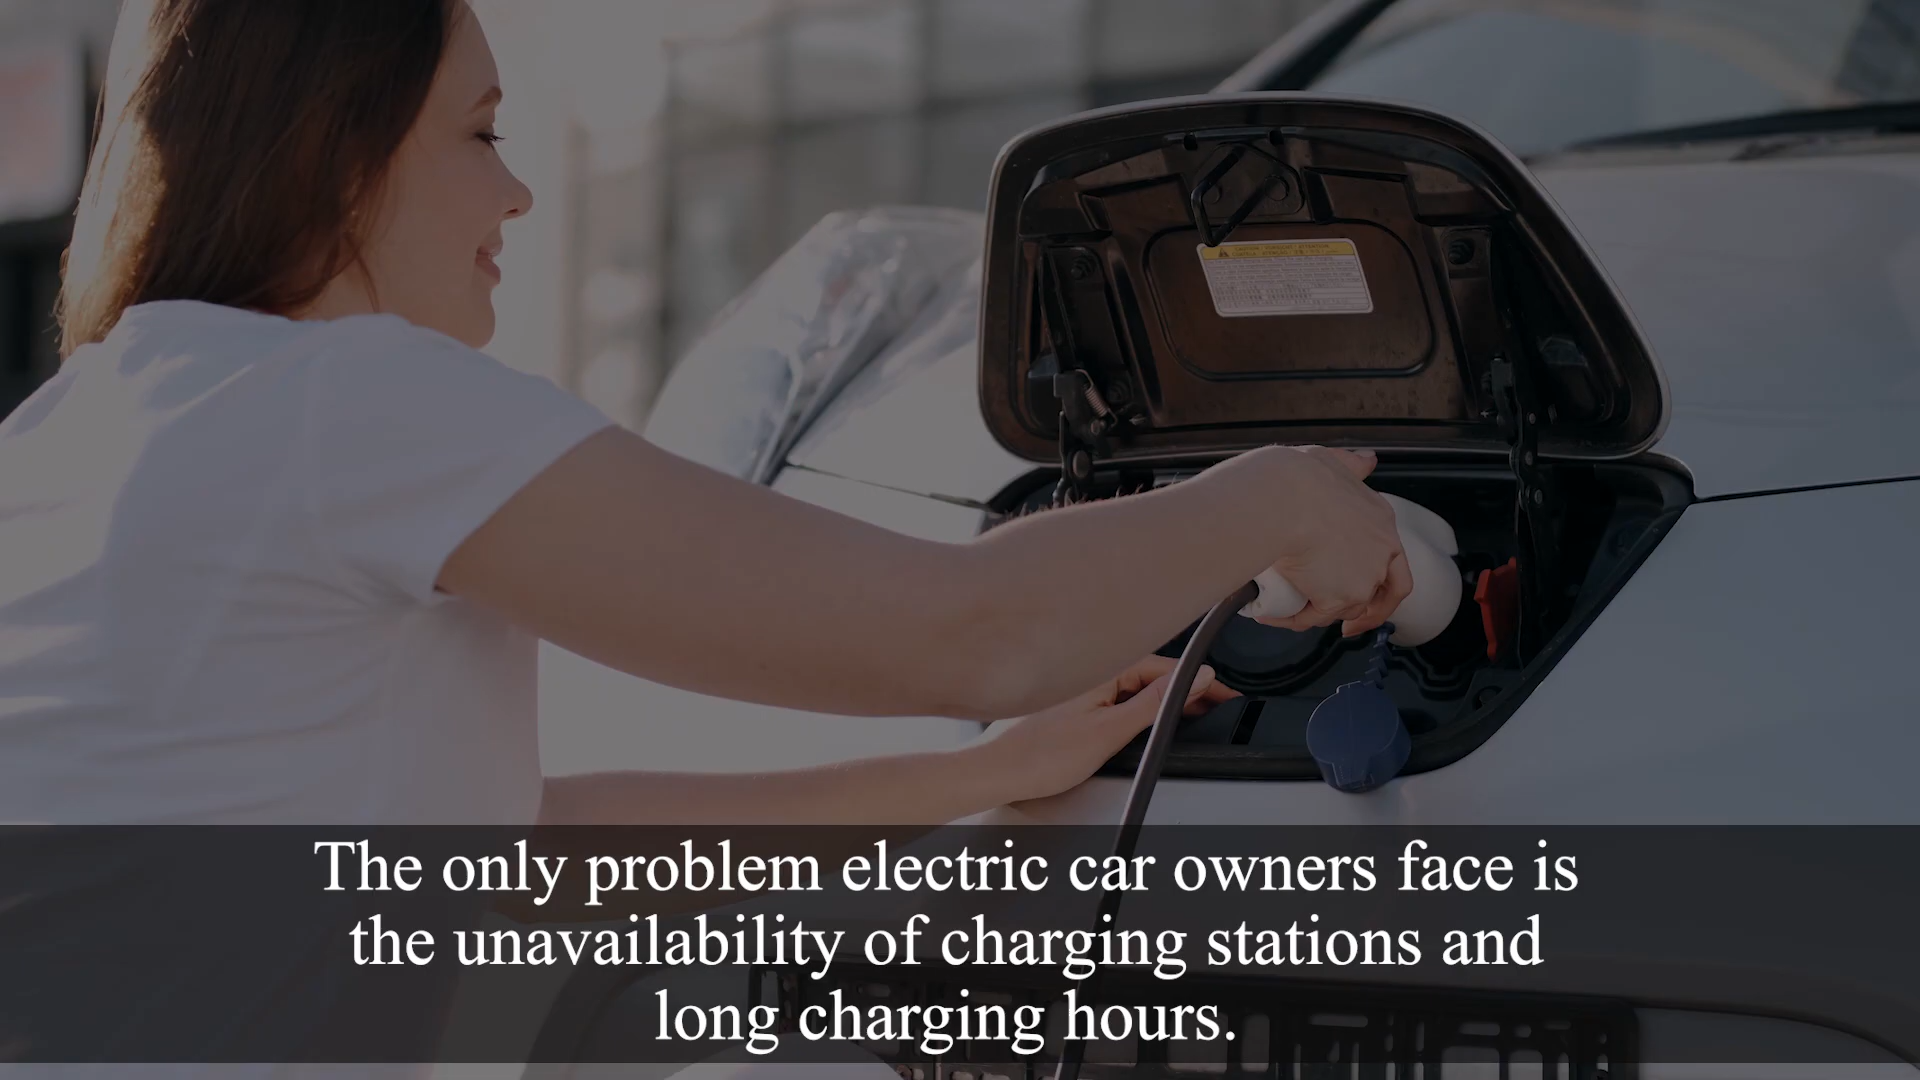 The only problem electric car owners face is
the unavailability of charging stations and
long charging hours.